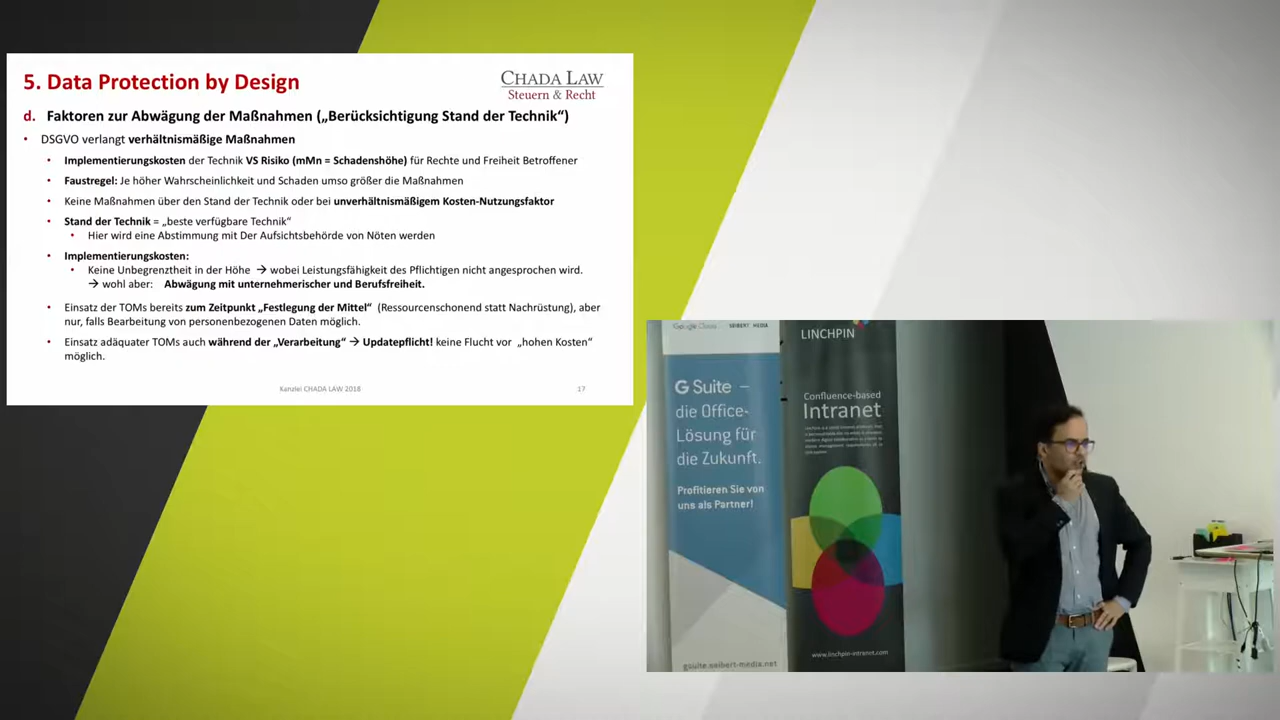 5. Data Protection by Design
CHADA LAW
Steuern & Recht
d. Faktoren zur Abwägung der Maßnahmen („Berücksichtigung Stand der Technik“)
• DSGVO verlangt verhältnismäßige Maßnahmen
• Implementierungskosten der Technik VS Risiko (mMn = Schadenshöhe) für Rechte und Freiheit Betroffener
• Faustregel: Je höher Wahrscheinlichkeit und Schaden umso größer die Maßnahmen
• Keine Maßnahmen über den Stand der Technik oder bei unverhältnismäßigem Kosten-Nutzungsfaktor
• Stand der Technik = „beste verfügbare Technik“
• Hier wird eine Abstimmung mit Der Aufsichtsbehörde von Nöten werden
• Implementierungskosten:
• Keine Unbegrenztheit in der Höhe → wobei Leistungsfähigkeit des Pflichtigen nicht angesprochen wird.
→ wohl aber: Abwägung mit unternehmerischer und Berufsfreiheit.
• Einsatz der TOMs bereits zum Zeitpunkt „Festlegung der Mittel“ (Ressourcenschonend statt Nachrüstung), aber
nur, falls Bearbeitung von personenbezogenen Daten möglich.
• Einsatz adäquater TOMs auch während der „Verarbeitung“ → Updatepflicht! keine Flucht vor „hohen Kosten“
möglich.
Kanzlei CHADA LAW 2018
17
Google Cloud
SEIBERT MEDIA
G Suite –
die Office-
Lösung für
die Zukunft.
Profitieren Sie von
uns als Partner!
gsuite.seibert-media.net
LINCHPIN
Confluence-based
Intranet
www.linchpin-intranet.com